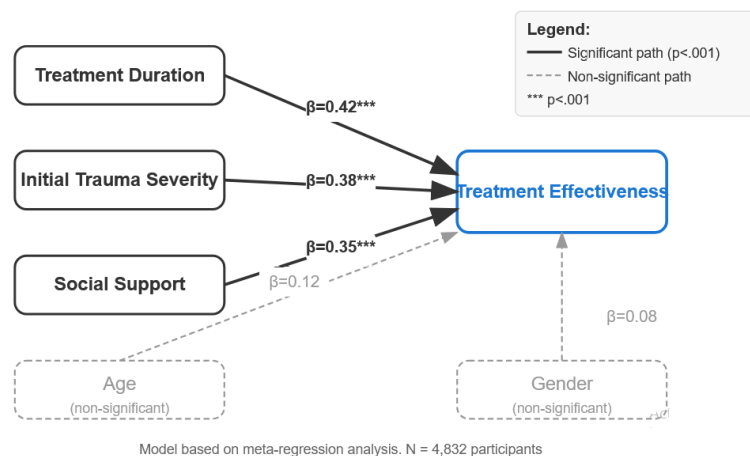 Legend:
Significant path (p<.001)
Non-significant path
*** p<.001
Treatment Duration
β=0.42***
Initial Trauma Severity
β=0.38***
Treatment Effectiveness
Social Support
β=0.35***
β=0.12
β=0.08
Age
(non-significant)
Gender
(non-significant)
Model based on meta-regression analysis. N = 4,832 participants